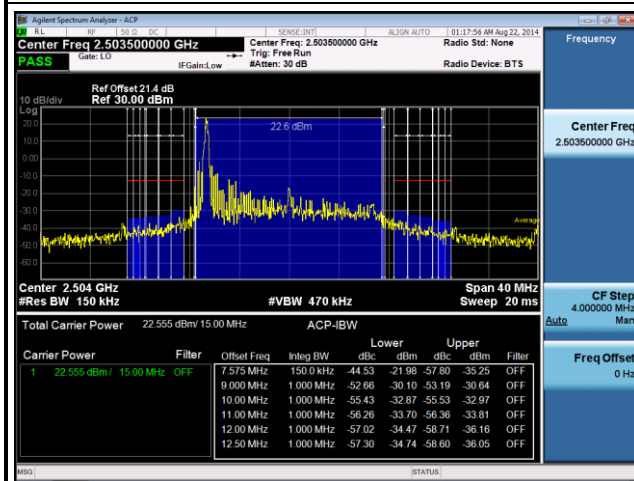 Agilent Spectrum Analyzer - ACP
RL RF 50 Ω DC SENSE:INT ALIGN AUTO 01:17:56 AM Aug 22, 2014
Center Freq 2.503500000 GHz
Center Freq: 2.503500000 GHz
Radio Std: None
PASS
Gate: LO
IFGain:Low
Trig: Free Run
#Atten: 30 dB
Radio Device: BTS
Ref Offset 21.4 dB
10 dB/div Ref 30.00 dBm
Log
20.0
10.0
0.00
-10.0
-20.0
-30.0
-40.0
-50.0
-60.0
22.6 dBm
Average
Center 2.504 GHz Span 40 MHz
#Res BW 150 kHz #VBW 470 kHz Sweep 20 ms
Total Carrier Power 22.555 dBm/ 15.00 MHz ACP-IBW
Lower Upper
Carrier Power Filter Offset Freq Integ BW dBc dBm dBc dBm Filter
1 22.555 dBm / 15.00 MHz OFF 7.575 MHz 150.0 kHz -44.53 -21.98 -57.80 -35.25 OFF
9.000 MHz 1.000 MHz -52.66 -30.10 -53.19 -30.64 OFF
10.00 MHz 1.000 MHz -55.43 -32.87 -55.53 -32.97 OFF
11.00 MHz 1.000 MHz -56.26 -33.70 -56.36 -33.81 OFF
12.00 MHz 1.000 MHz -57.02 -34.47 -58.71 -36.16 OFF
12.50 MHz 1.000 MHz -57.30 -34.74 -58.60 -36.05 OFF
MSG STATUS
Frequency
Center Freq
2.503500000 GHz
CF Step
4.000000 MHz
Auto Man
Freq Offset
0 Hz